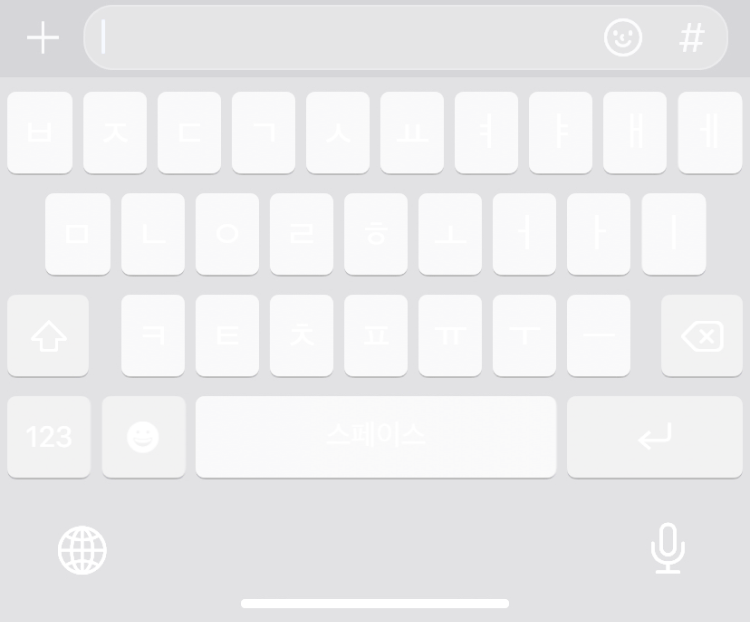 #
ㅂ ㅈ ㄷ ㄱ ㅅ ㅛ ㅕ ㅑ ㅐ ㅔ
ㅁ ㄴ ㅇ ㄹ ㅎ ㅗ ㅓ ㅏ ㅣ
ㅋ ㅌ ㅊ ㅍ ㅠ ㅜ ㅡ
123 스페이스